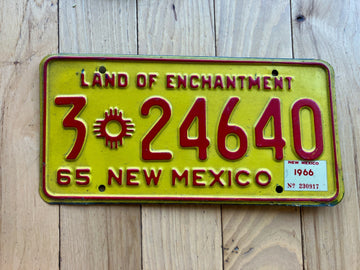 LAND OF ENCHANTMENT
3 24640
65 NEW MEXICO
NEW MEXICO
1966
Nº 230917